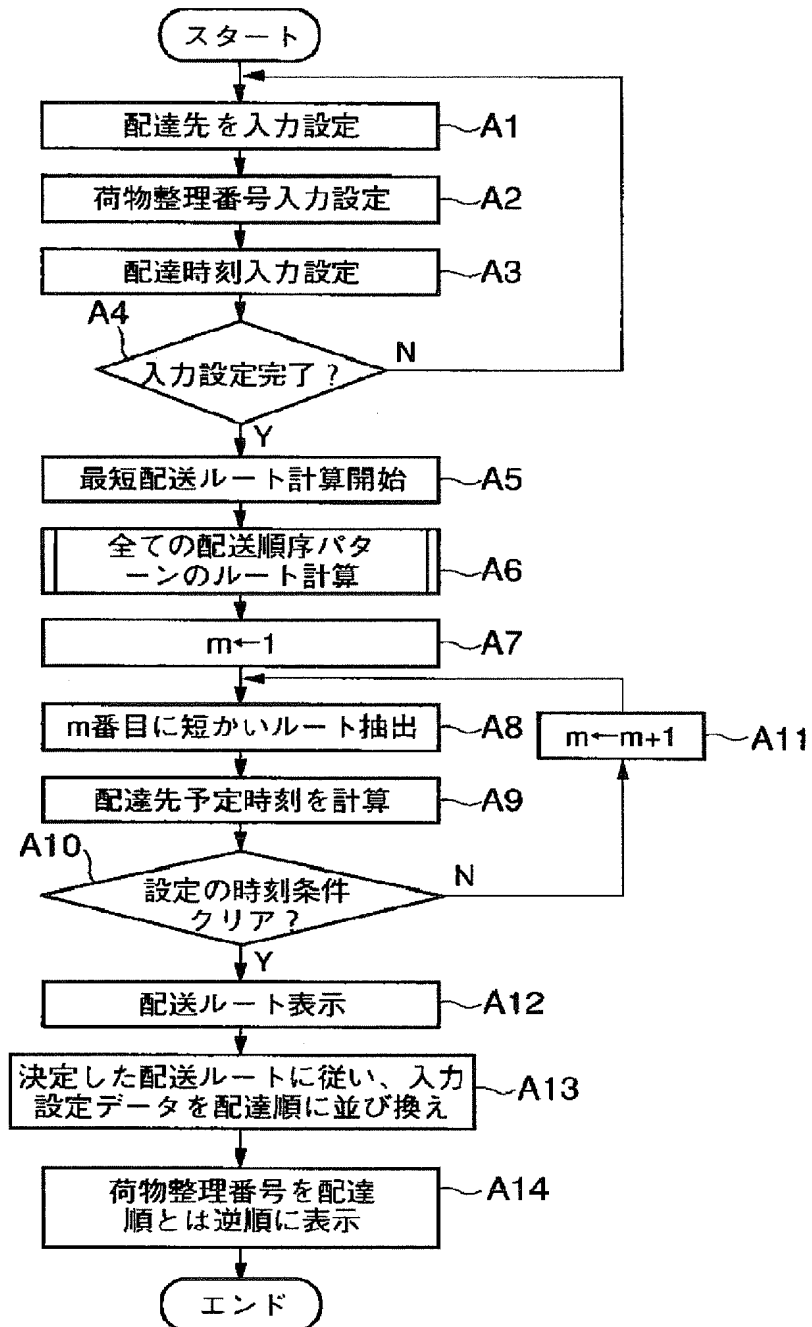 スタート
配達先を入力設定
A1
荷物整理番号入力設定
A2
配達時刻入力設定
A3
A4
入力設定完了?
N
Y
最短配送ルート計算開始
A5
全ての配送順序パタ
ーンのルート計算
A6
m←1
A7
m番目に短かいルート抽出
A8
m←m+1
A11
配達先予定時刻を計算
A9
A10
設定の時刻条件
クリア?
N
Y
配送ルート表示
A12
決定した配送ルートに従い、入力
設定データを配達順に並び換え
A13
荷物整理番号を配達
順とは逆順に表示
A14
エンド